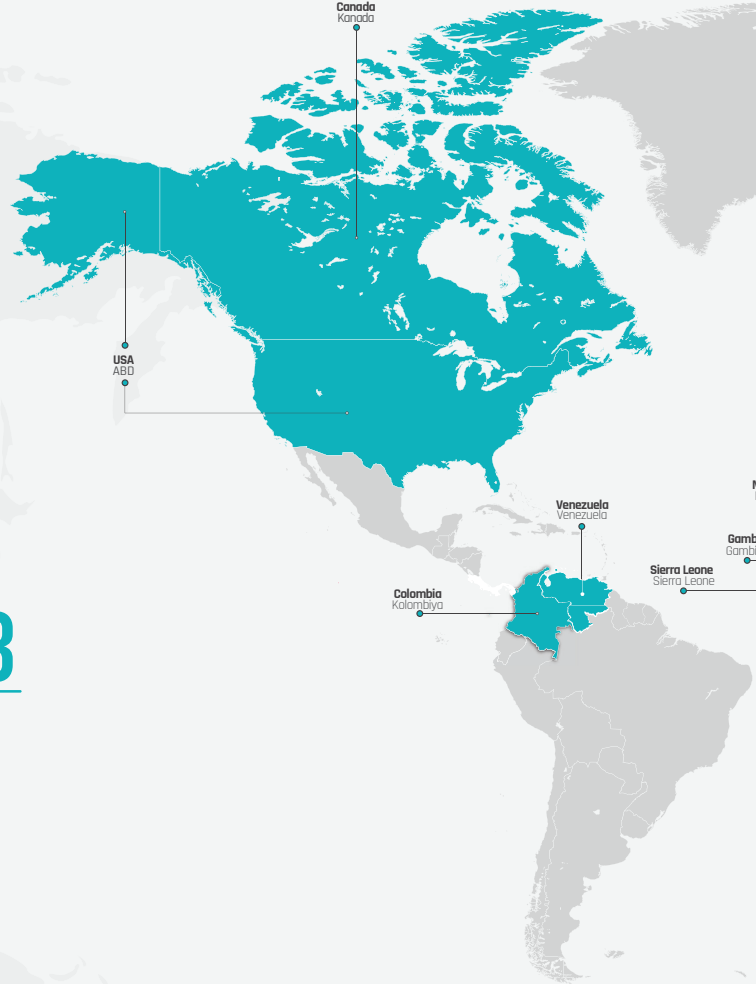 Canada
Kanada
USA
ABD
Venezuela
Venezuela
Colombia
Kolombiya
Sierra Leone
Sierra Leone